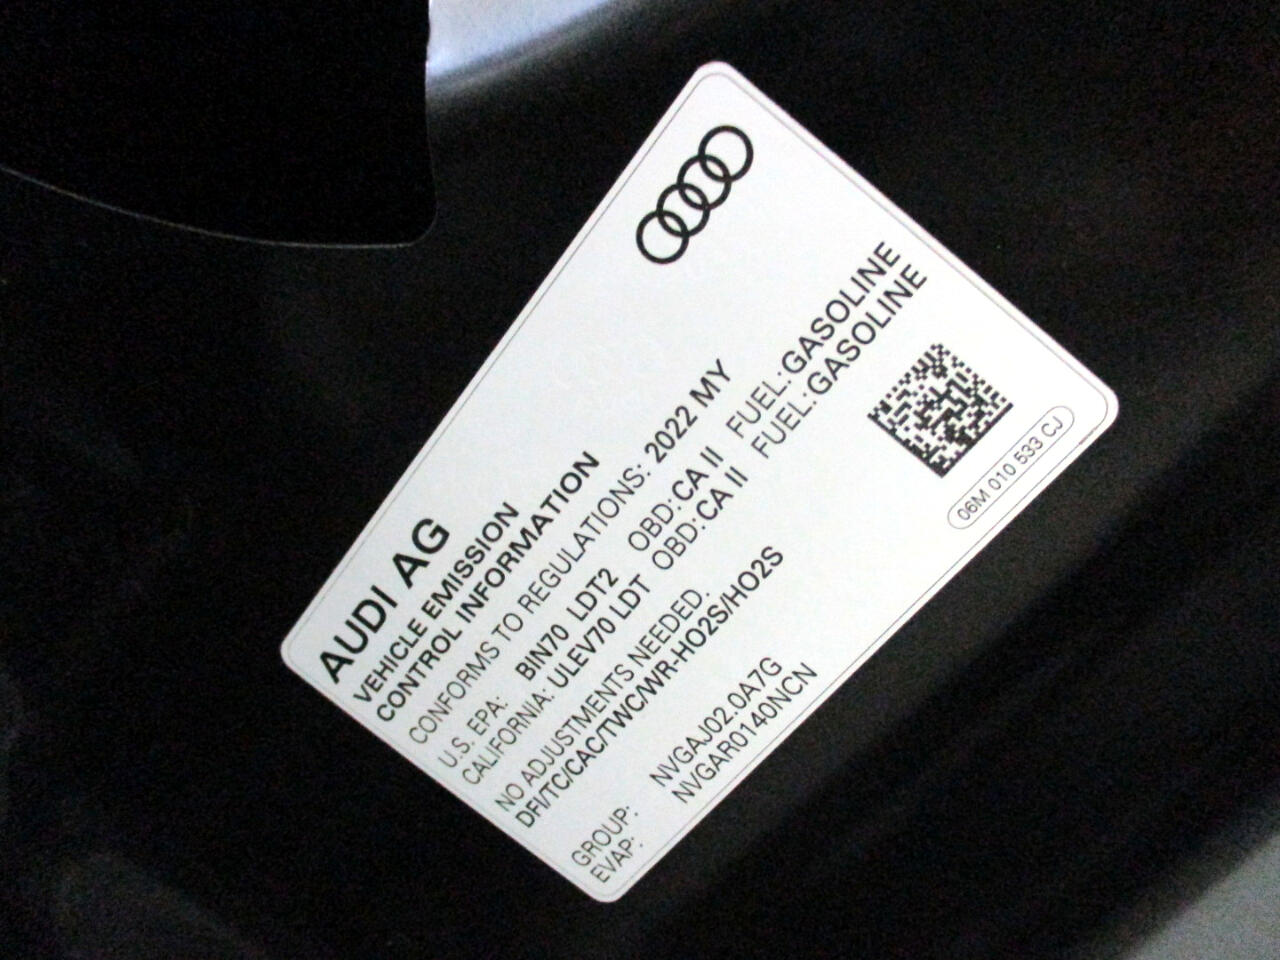 AUDI AG
VEHICLE EMISSION
CONTROL INFORMATION
CONFORMS TO REGULATIONS: 2022 MY
U.S. EPA: BIN70 LDT2 OBD:CA II FUEL:GASOLINE
CALIFORNIA: ULEV70 LDT OBD:CA II FUEL:GASOLINE
NO ADJUSTMENTS NEEDED.
DFI/TC/CAC/TWC/WR-HO2S/HO2S
GROUP: NVGAJ02.0A7G
EVAP: NVGAR0140NCN
06M 010 533 CJ